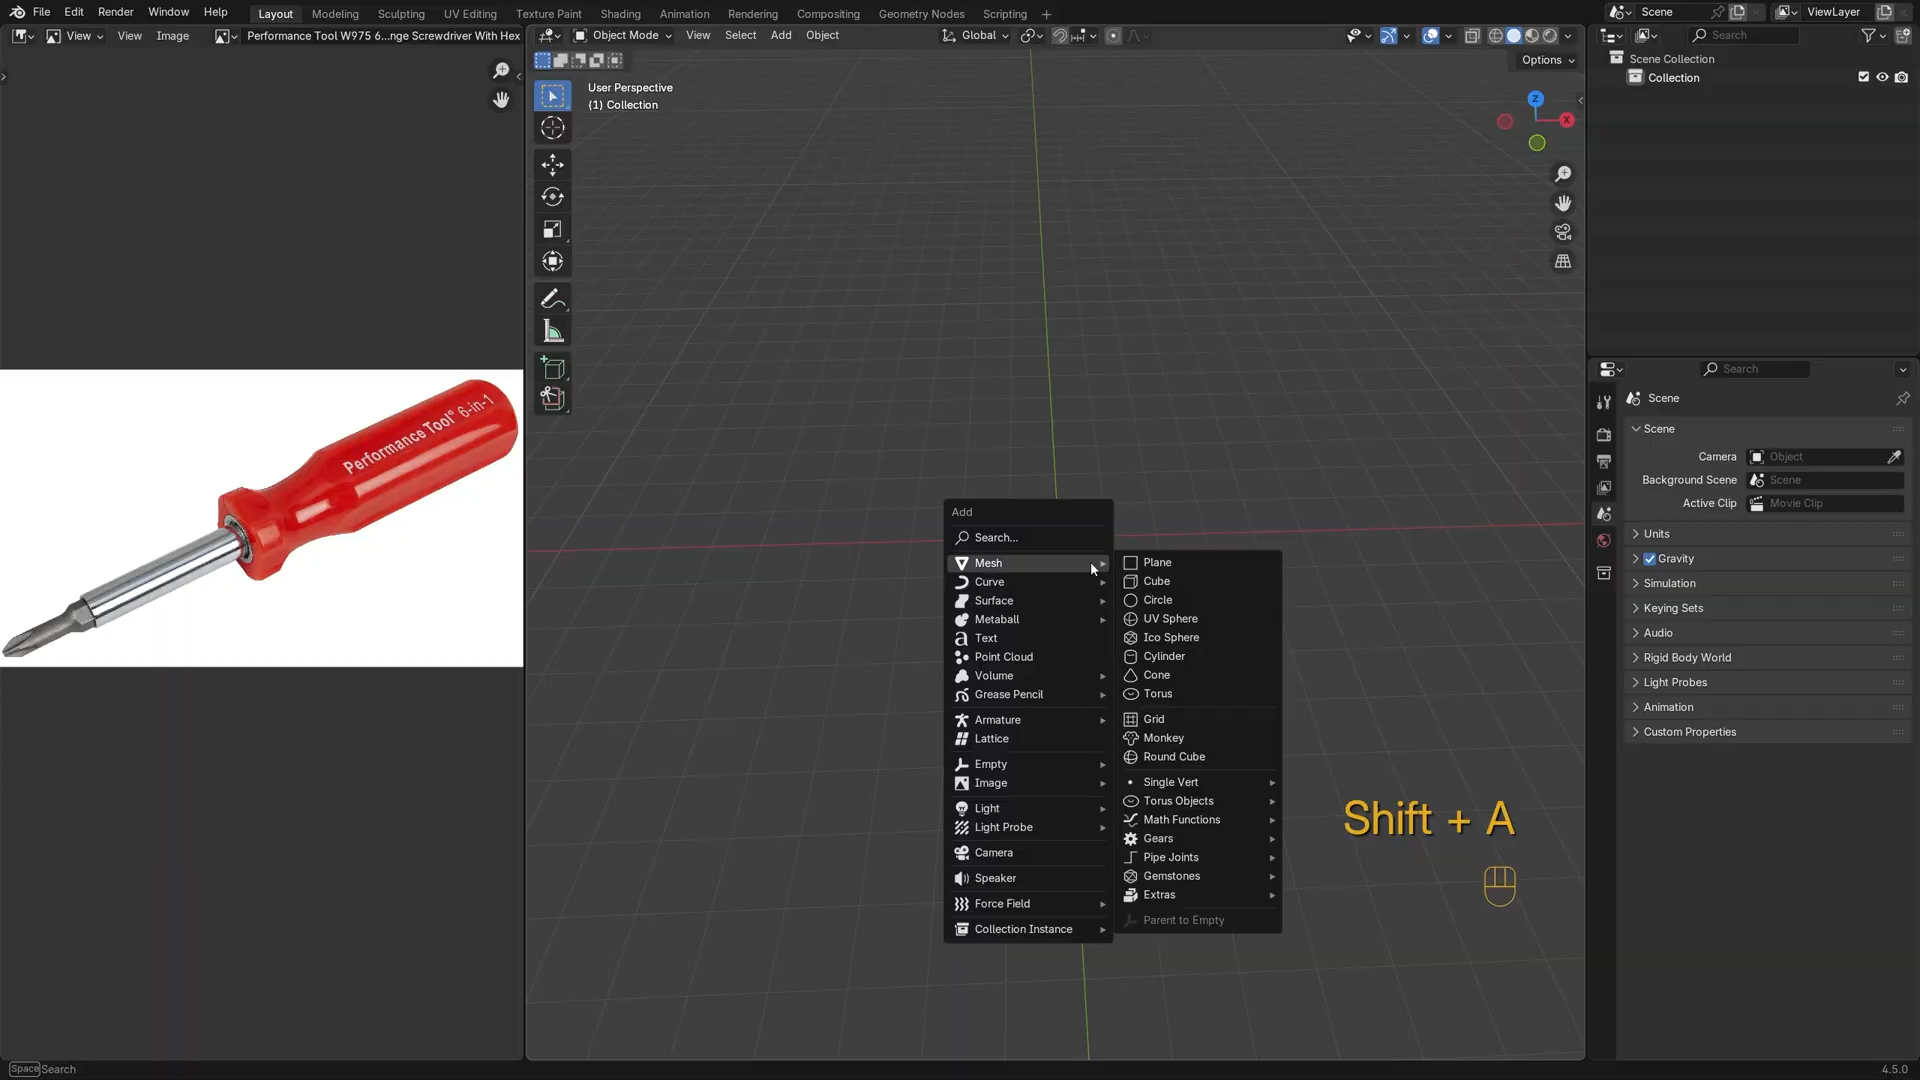 File Edit Render Window Help
Layout Modeling Sculpting UV Editing Texture Paint Shading Animation Rendering Compositing Geometry Nodes Scripting +
Scene
ViewLayer
View View Image
Performance Tool W975 6...nge Screwdriver With Hex
Object Mode View Select Add Object
Global
Options
User Perspective
(1) Collection
Z
X
Performance Tool® 6-in-1
Add
Search...
Mesh
Curve
Surface
Metaball
Text
Point Cloud
Volume
Grease Pencil
Armature
Lattice
Empty
Image
Light
Light Probe
Camera
Speaker
Force Field
Collection Instance
Plane
Cube
Circle
UV Sphere
Ico Sphere
Cylinder
Cone
Torus
Grid
Monkey
Round Cube
Single Vert
Torus Objects
Math Functions
Gears
Pipe Joints
Gemstones
Extras
Parent to Empty
Shift + A
Search
Scene Collection
Collection
Search
Scene
Scene
Camera Object
Background Scene Scene
Active Clip Movie Clip
Units
Gravity
Simulation
Keying Sets
Audio
Rigid Body World
Light Probes
Animation
Custom Properties
Space Search
4.5.0